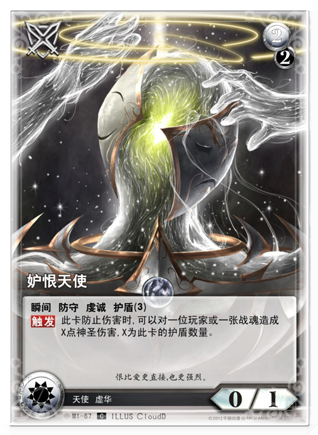 2
2
妒恨天使
瞬间 防守 虔诚 护盾(3)
触发 此卡防止伤害时,可以对一位玩家或一张战魂造成
X点神圣伤害,X为此卡的护盾数量。
恨比爱更直接,也更强烈。
天使 虚华
0 / 1
M1-67 C ILLUS CloudD